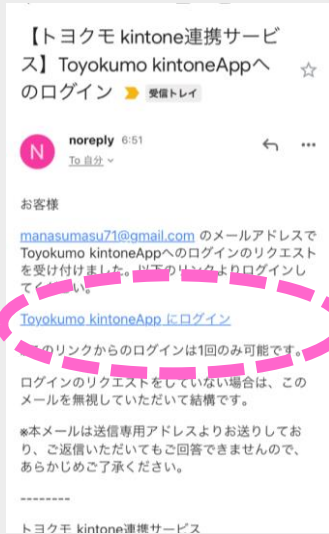 【トヨクモ kintone連携サービ
ス】Toyokumo kintoneAppへ
のログイン 受信トレイ
N
noreply 6:51
To 自分
お客様
manasumasu71@gmail.com のメールアドレスで
Toyokumo kintoneAppへのログインのリクエスト
を受け付けました。以下のリンクよりログインし
てください。
Toyokumo kintoneApp にログイン
このリンクからのログインは1回のみ可能です。
ログインのリクエストをしていない場合は、この
メールを無視していただいて結構です。
※本メールは送信専用アドレスよりお送りしてお
り、ご返信いただいてもご回答できませんので、
あらかじめご了承ください。
--------
トヨクモ kintone連携サービス